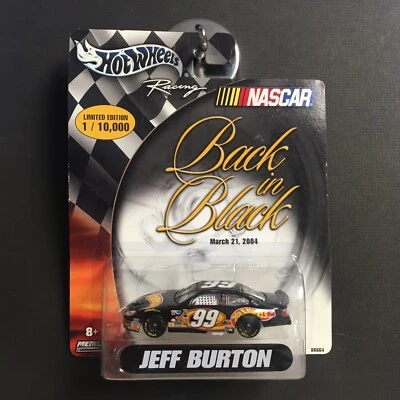 HOT WHEELS
Racing
NASCAR
LIMITED EDITION
1 / 10,000
Back
in
Black
March 21, 2004
99
99
8+
JEFF BURTON